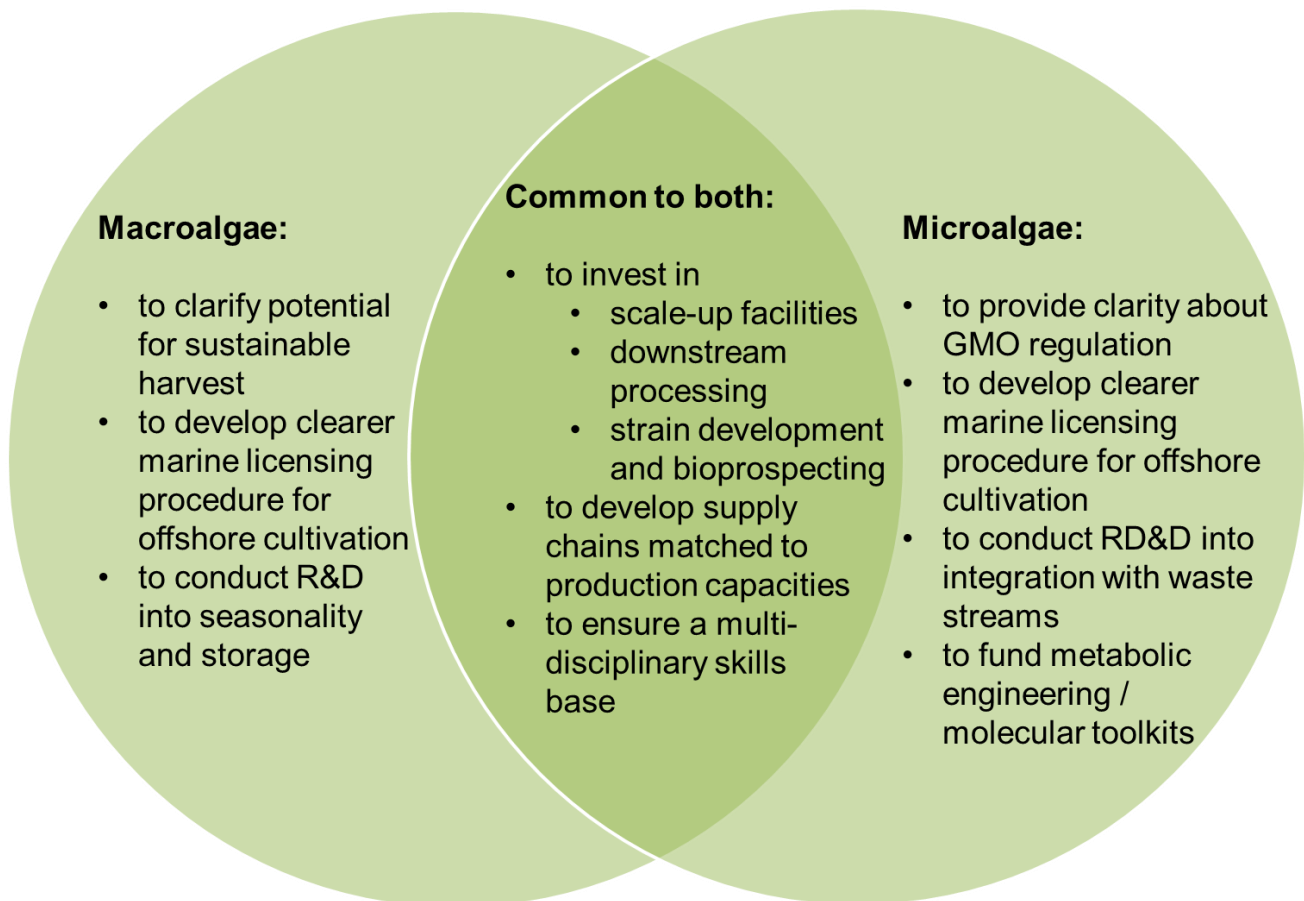 Macroalgae:
• to clarify potential
for sustainable
harvest
• to develop clearer
marine licensing
procedure for
offshore cultivation
• to conduct R&D
into seasonality
and storage
Common to both:
• to invest in
• scale-up facilities
• downstream
processing
• strain development
and bioprospecting
• to develop supply
chains matched to
production capacities
• to ensure a multi-
disciplinary skills
base
Microalgae:
• to provide clarity about
GMO regulation
• to develop clearer
marine licensing
procedure for offshore
cultivation
• to conduct RD&D into
integration with waste
streams
• to fund metabolic
engineering /
molecular toolkits